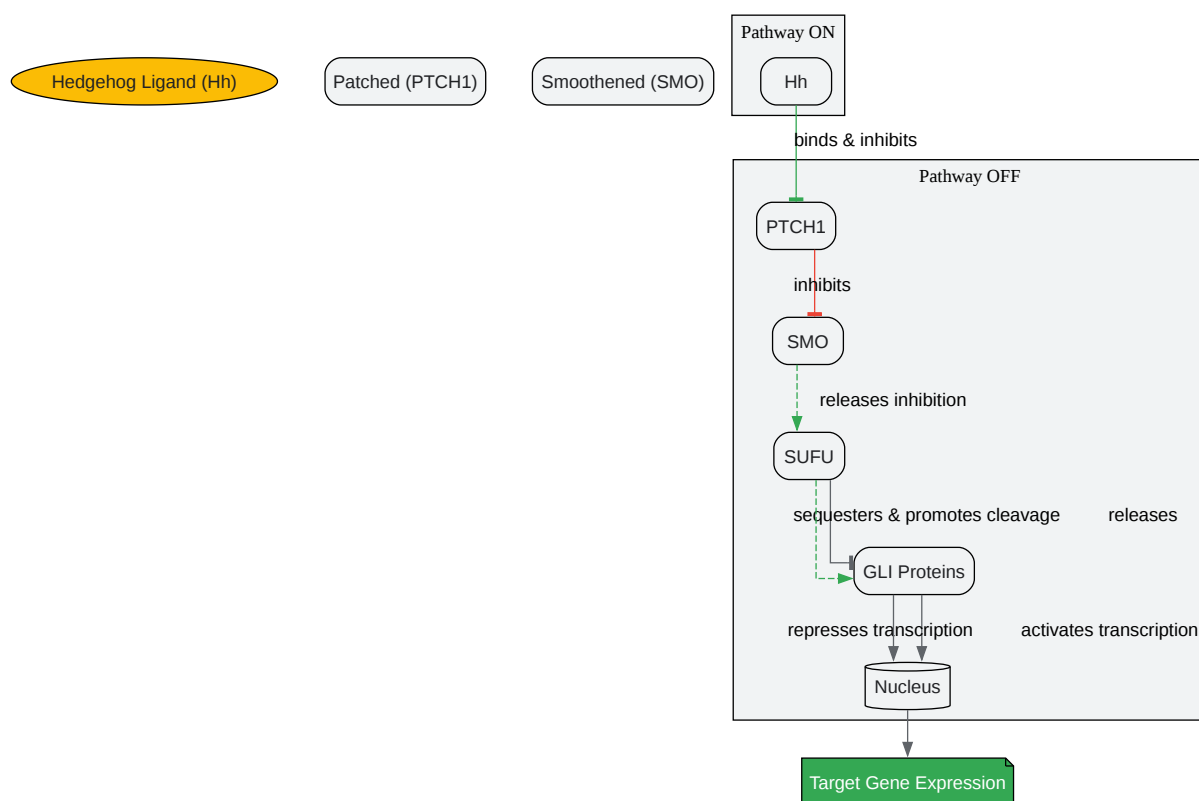 Pathway ON
Hedgehog Ligand (Hh)
Patched (PTCH1)
Smoothened (SMO)
Hh
binds & inhibits
Pathway OFF
PTCH1
inhibits
SMO
releases inhibition
SUFU
sequesters & promotes cleavage
releases
GLI Proteins
represses transcription
activates transcription
Nucleus
Target Gene Expression